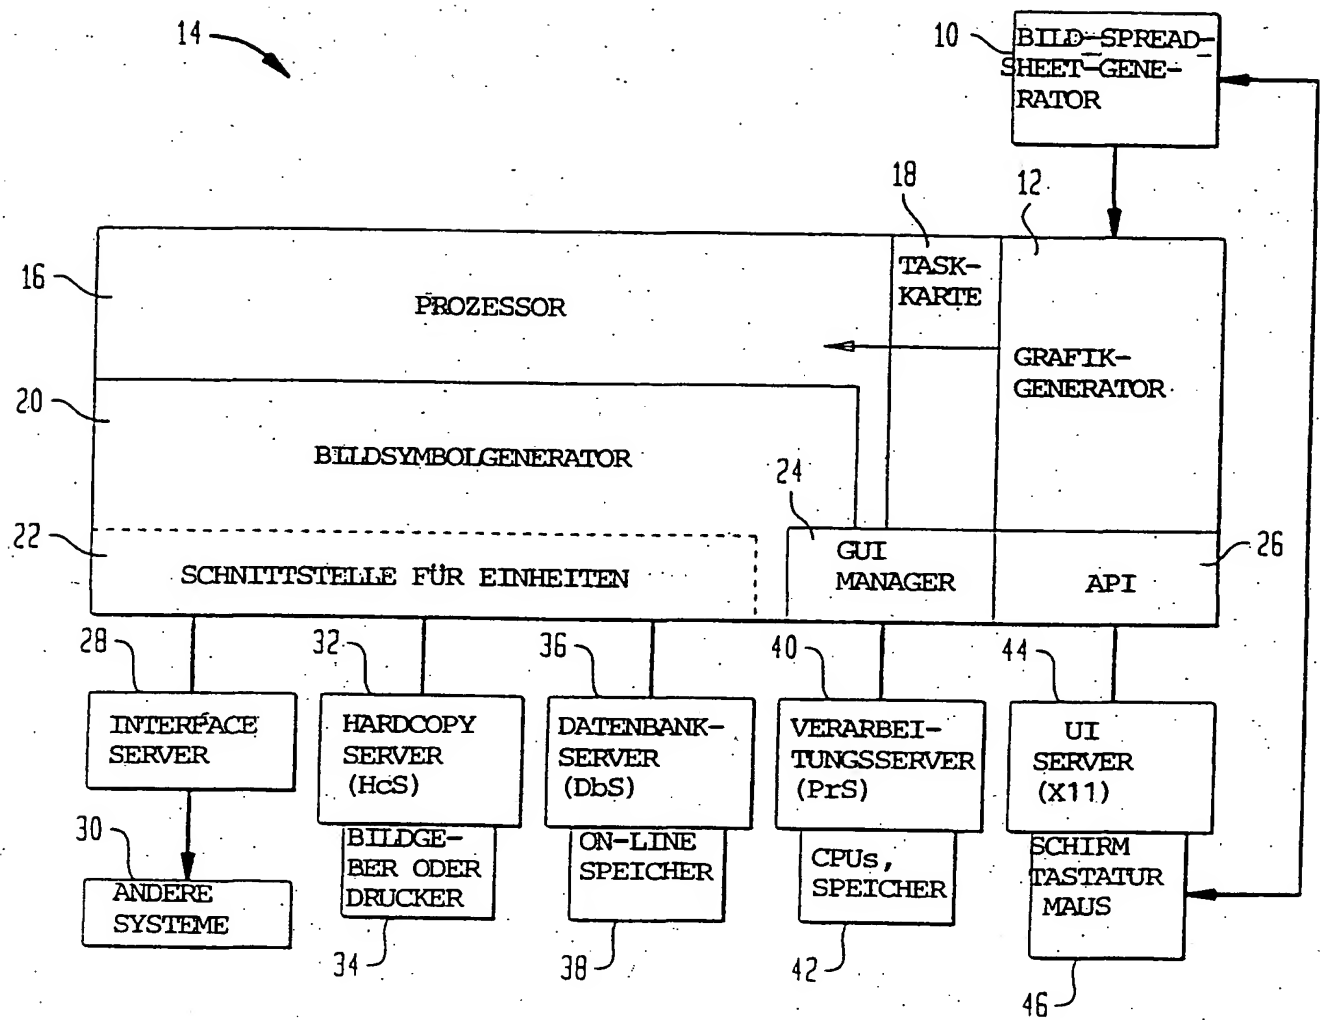 14
10
BILD-SPREAD-
SHEET-GENE-
RATOR
18
12
16
TASK-
KARTE
PROZESSOR
GRAFIK-
GENERATOR
20
BILDSYMBOLGENERATOR
24
22
GUI
MANAGER
26
SCHNITTSTELLE FÜR EINHEITEN
API
28
32
36
40
44
INTERFACE
SERVER
HARDCOPY
SERVER
(HcS)
DATENBANK-
SERVER
(DbS)
VERARBEI-
TUNGSSERVER
(PrS)
UI
SERVER
(X11)
30
ANDERE
SYSTEME
BILDGE-
BER ODER
DRUCKER
ON-LINE
SPEICHER
CPUs,
SPEICHER
SCHIRM
TASTATUR
MAUS
34
38
42
46